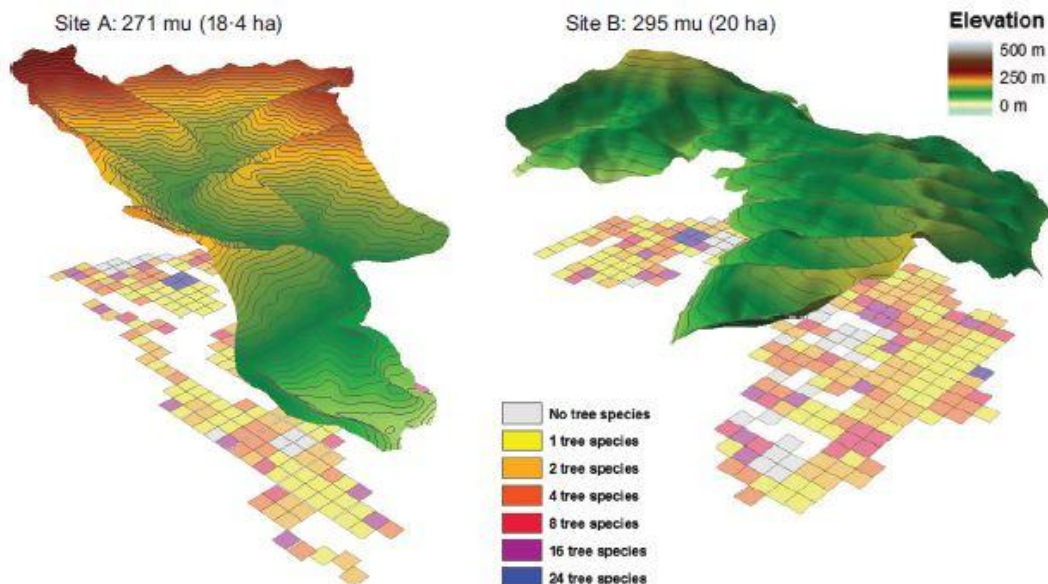 Site A: 271 mu (18·4 ha)
Site B: 295 mu (20 ha)
Elevation
500 m
250 m
0 m
No tree species
1 tree species
2 tree species
4 tree species
8 tree species
16 tree species
24 tree species